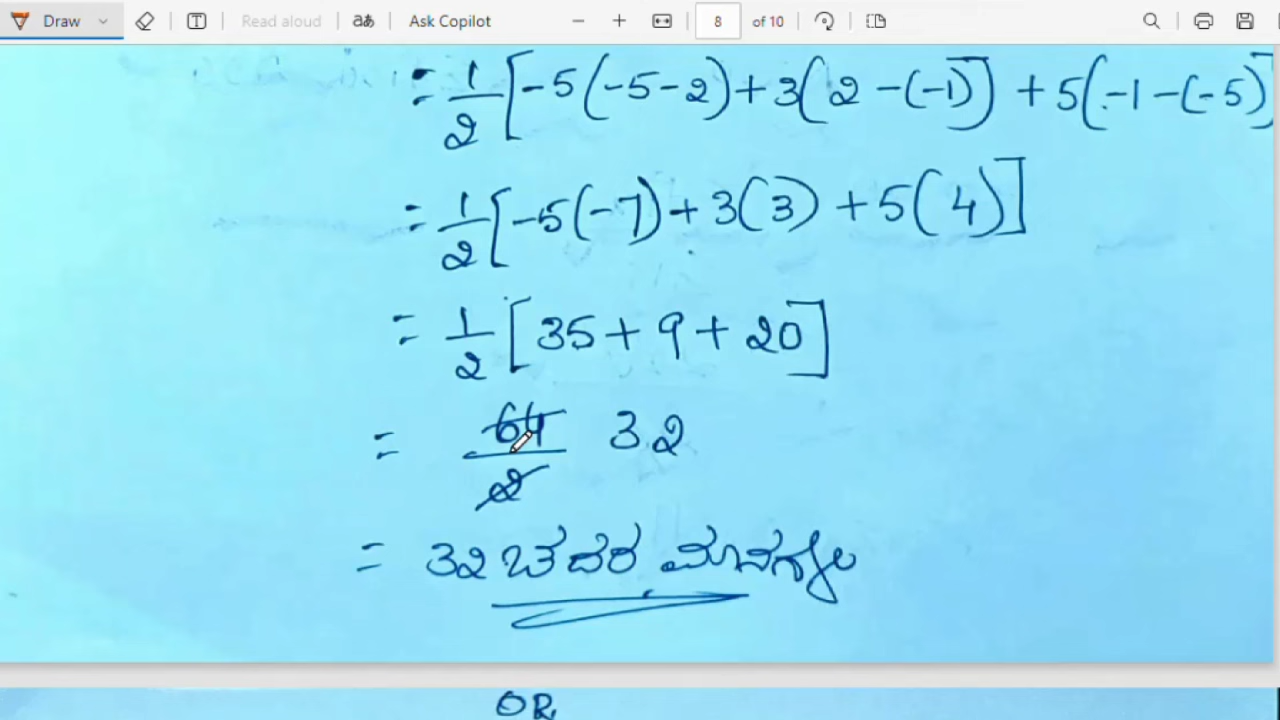 Draw Read aloud aあ Ask Copilot 8 of 10
= 1/2 [-5(-5-2)+3(2-(-1)] + 5(-1-(-5)]
= 1/2 [-5(-7)+3(3)+5(4)]
= 1/2 [35+9+20]
= 64/2 32
= 32 ಚದರ ಮಾನಗಳು
OR